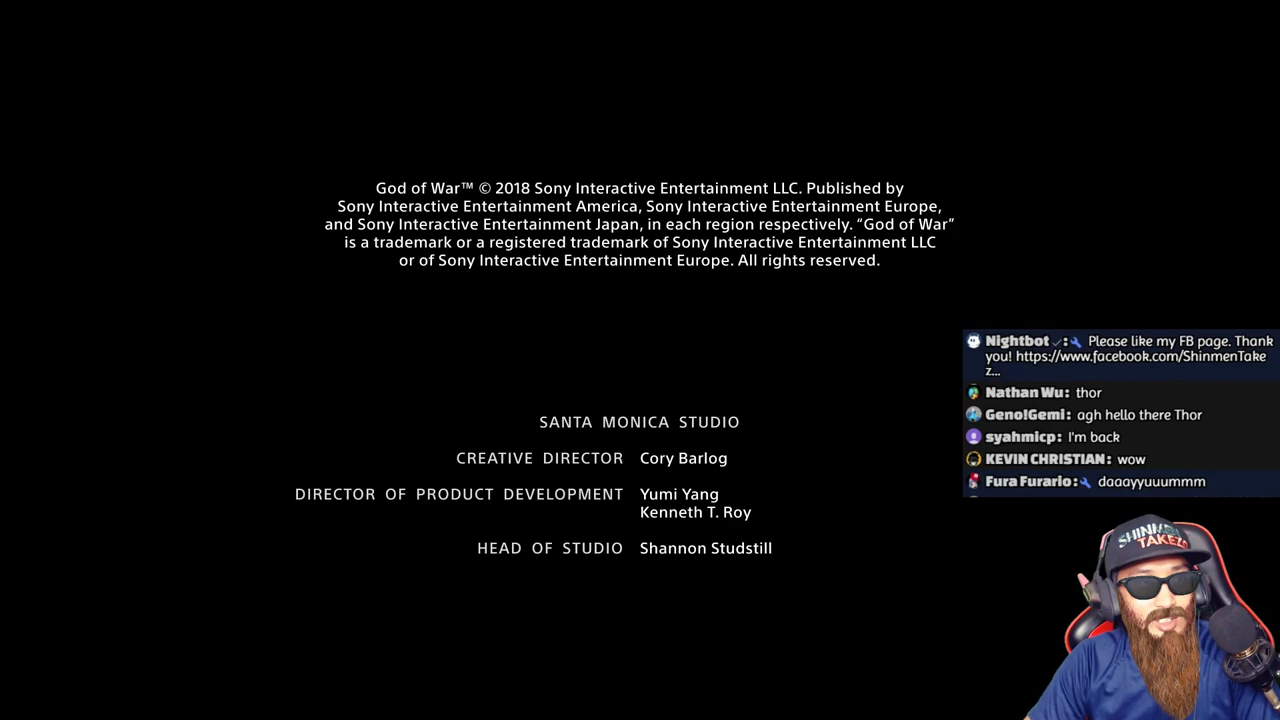 God of War™ © 2018 Sony Interactive Entertainment LLC. Published by
Sony Interactive Entertainment America, Sony Interactive Entertainment Europe,
and Sony Interactive Entertainment Japan, in each region respectively. “God of War”
is a trademark or a registered trademark of Sony Interactive Entertainment LLC
or of Sony Interactive Entertainment Europe. All rights reserved.
SANTA MONICA STUDIO
CREATIVE DIRECTOR Cory Barlog
DIRECTOR OF PRODUCT DEVELOPMENT Yumi Yang
Kenneth T. Roy
HEAD OF STUDIO Shannon Studstill
Nightbot: Please like my FB page. Thank
you! https://www.facebook.com/ShinmenTake
z...
Nathan Wu: thor
Geno!Gemi: agh hello there Thor
syahmicp: I'm back
KEVIN CHRISTIAN: wow
Fura Furario: daaayyuuummm
SHINMEN
TAKEZO